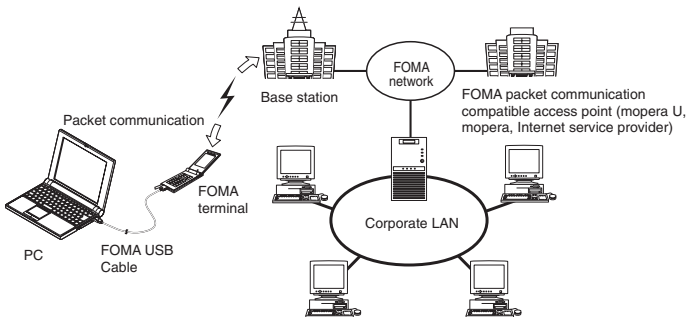 FOMA
network
Base station
FOMA packet communication
compatible access point (mopera U,
mopera, Internet service provider)
Packet communication
FOMA
terminal
Corporate LAN
PC
FOMA USB
Cable